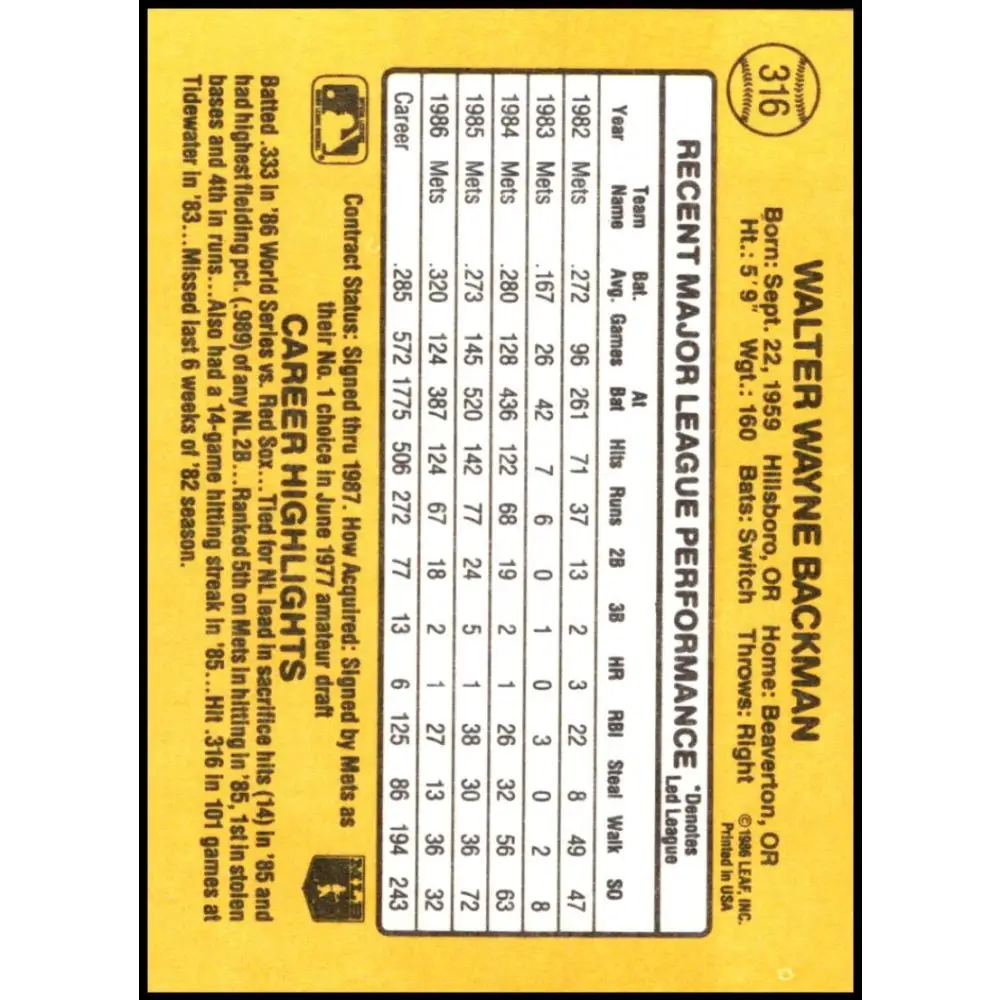 316
WALTER WAYNE BACKMAN
Born: Sept. 22, 1959 Hillsboro, OR Home: Beaverton, OR
Ht.: 5'9" Wgt.: 160 Bats: Switch Throws: Right
©1986 LEAF, INC.
Printed in USA
RECENT MAJOR LEAGUE PERFORMANCE *Denotes Led League
Year Team Name Bat. Avg. Games At Bat Hits Runs 2B 3B HR RBI Steal Walk SO
1982 Mets .272 96 261 71 37 13 2 3 22 8 49 47
1983 Mets .167 26 42 7 6 0 1 0 3 0 2 8
1984 Mets .280 128 436 122 68 19 2 1 26 32 56 63
1985 Mets .273 145 520 142 77 24 5 1 38 30 36 72
1986 Mets .320 124 387 124 67 18 2 1 27 13 36 32
Career .285 572 1775 506 272 77 13 6 125 86 194 243
Contract Status: Signed thru 1987. How Acquired: Signed by Mets as
their No. 1 choice in June 1977 amateur draft
MLB
CAREER HIGHLIGHTS
Batted .333 in '86 World Series vs. Red Sox...Tied for NL lead in sacrifice hits (14) in '85 and
had highest fielding pct. (.989) of any NL 2B...Ranked 5th on Mets in hitting in '85, 1st in stolen
bases and 4th in runs...Also had a 14-game hitting streak in '85...Hit .316 in 101 games at
Tidewater in '83...Missed last 6 weeks of '82 season.